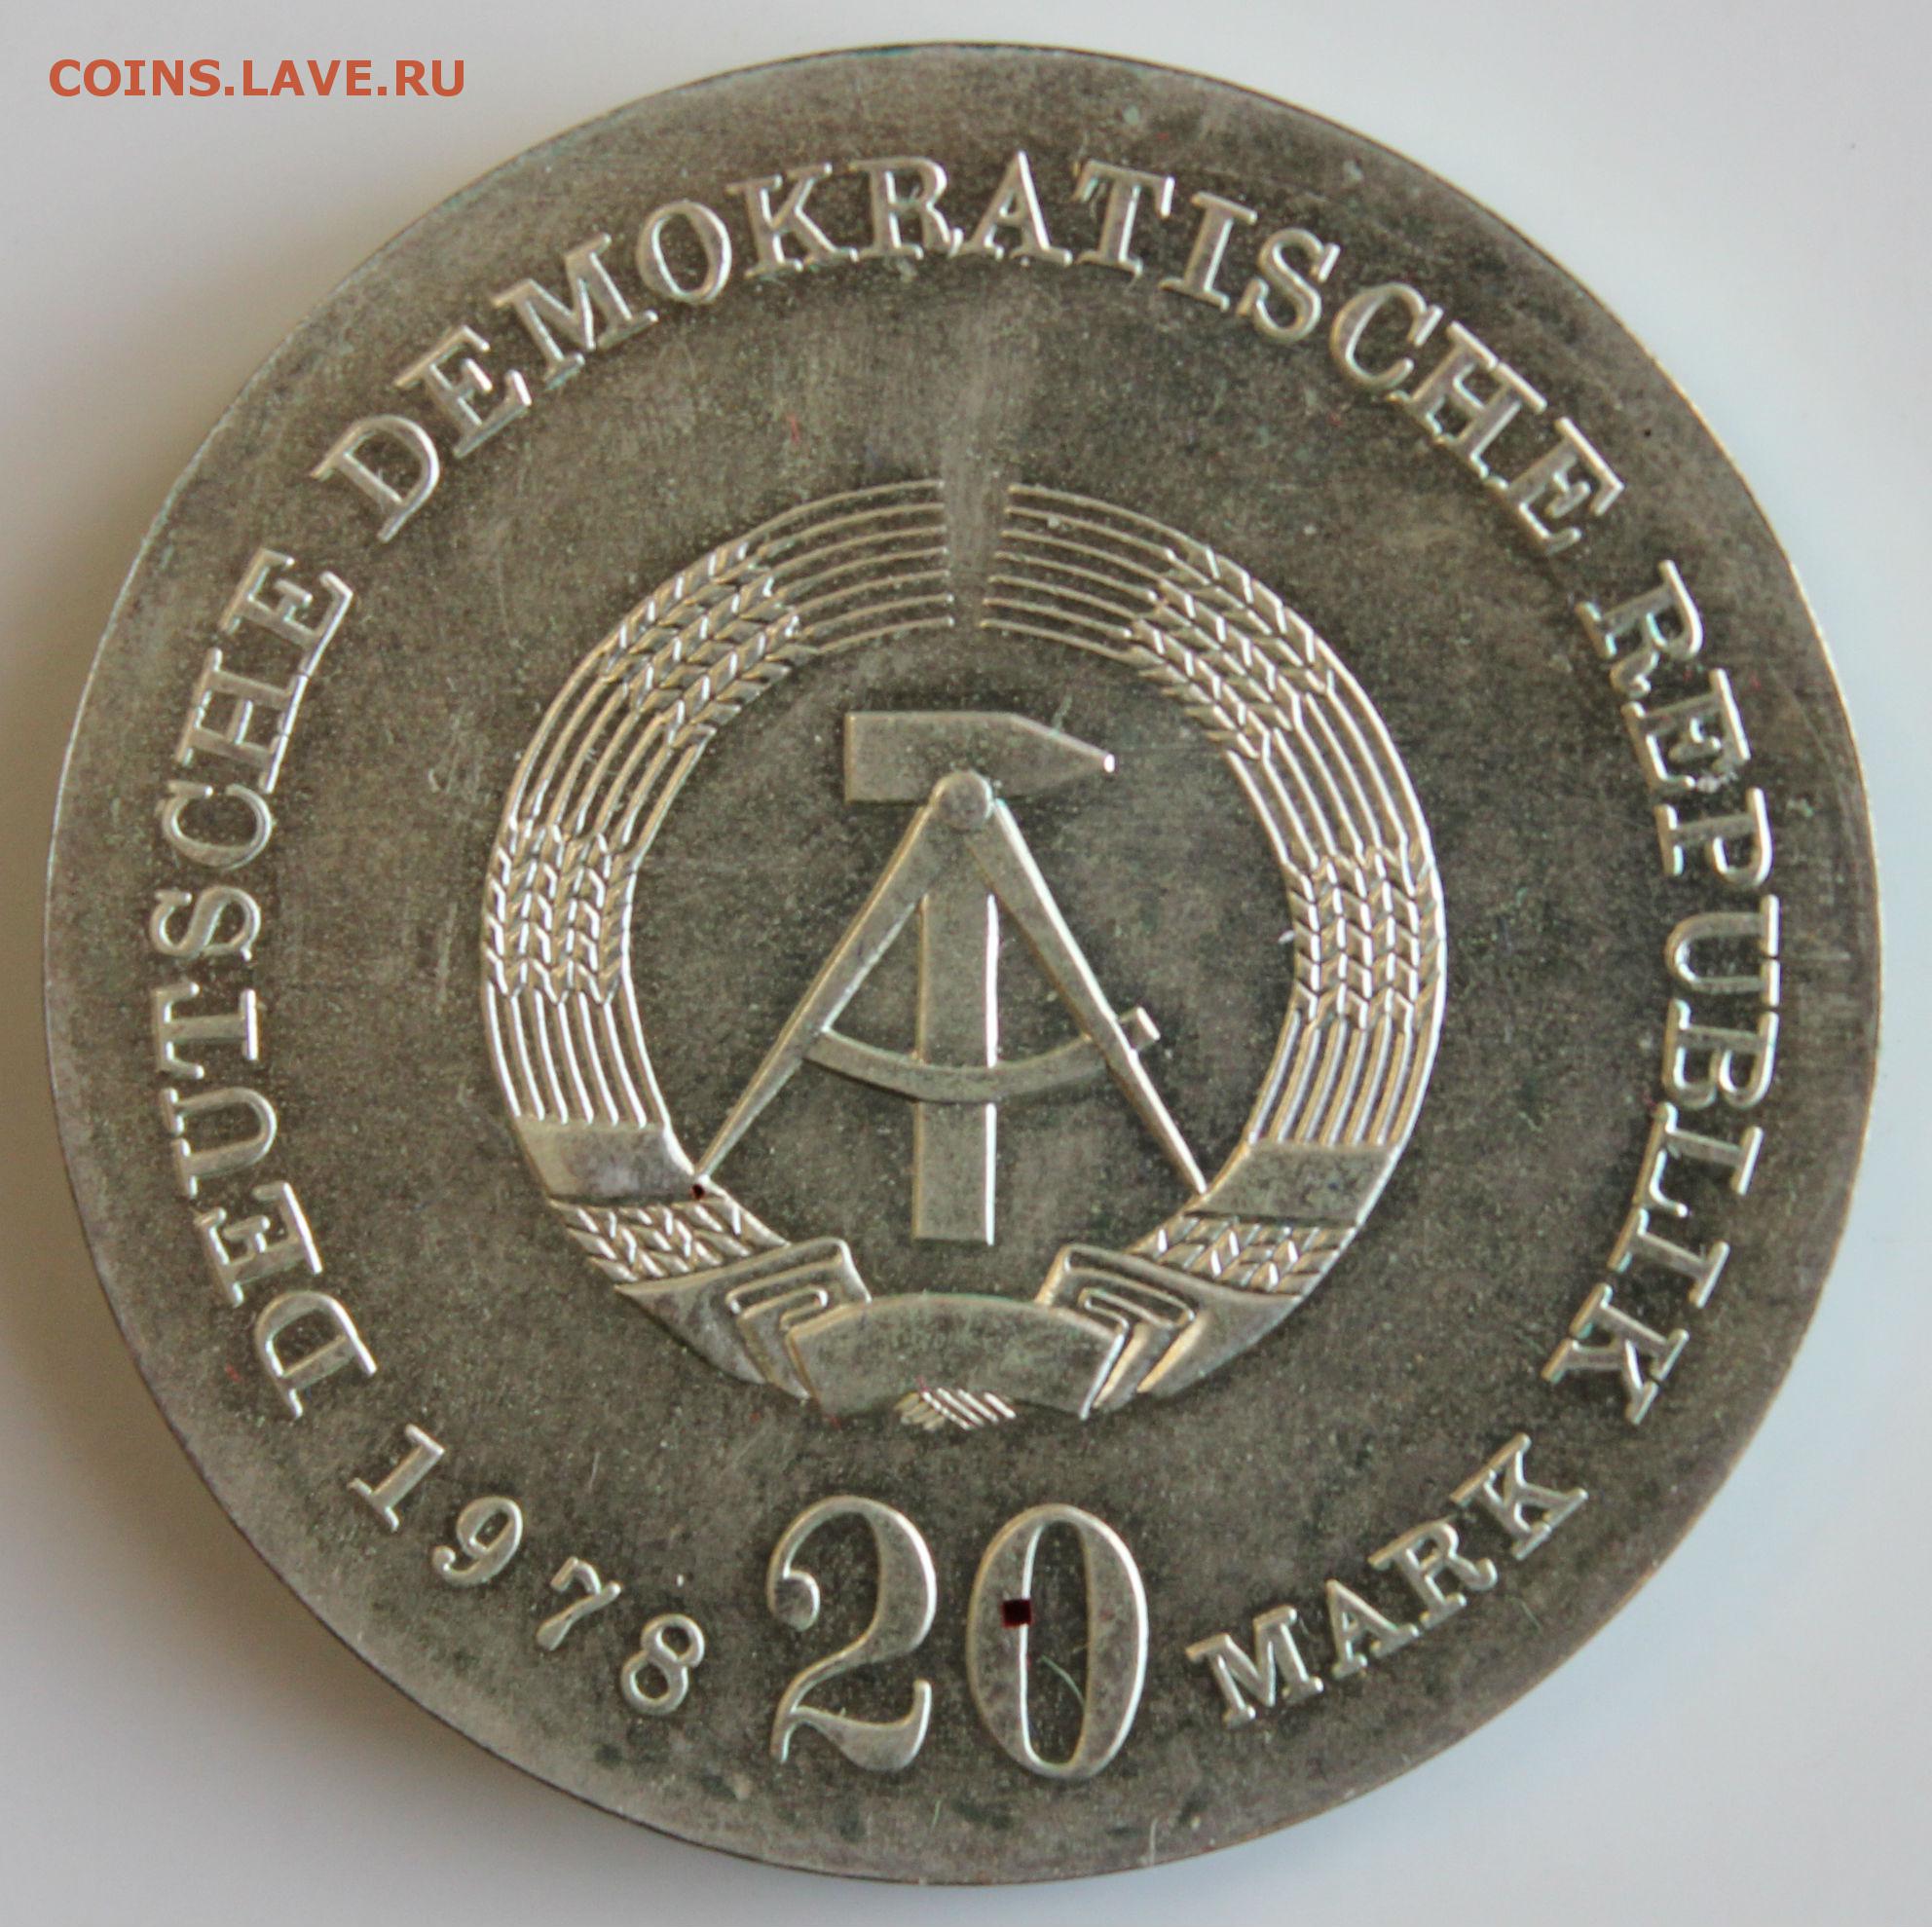 COINS.LAVE.RU
DEUTSCHE DEMOKRATISCHE REPUBLIK
1978 20 MARK